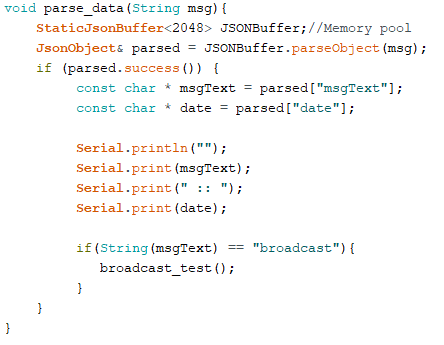 void parse_data(String msg){
    StaticJsonBuffer<2048> JSONBuffer;//Memory pool
    JsonObject& parsed = JSONBuffer.parseObject(msg);
    if (parsed.success()) {
         const char * msgText = parsed["msgText"];
         const char * date = parsed["date"];

         Serial.println("");
         Serial.print(msgText);
         Serial.print(" :: ");
         Serial.print(date);

         if(String(msgText) == "broadcast"){
            broadcast_test();
         }
    }
}